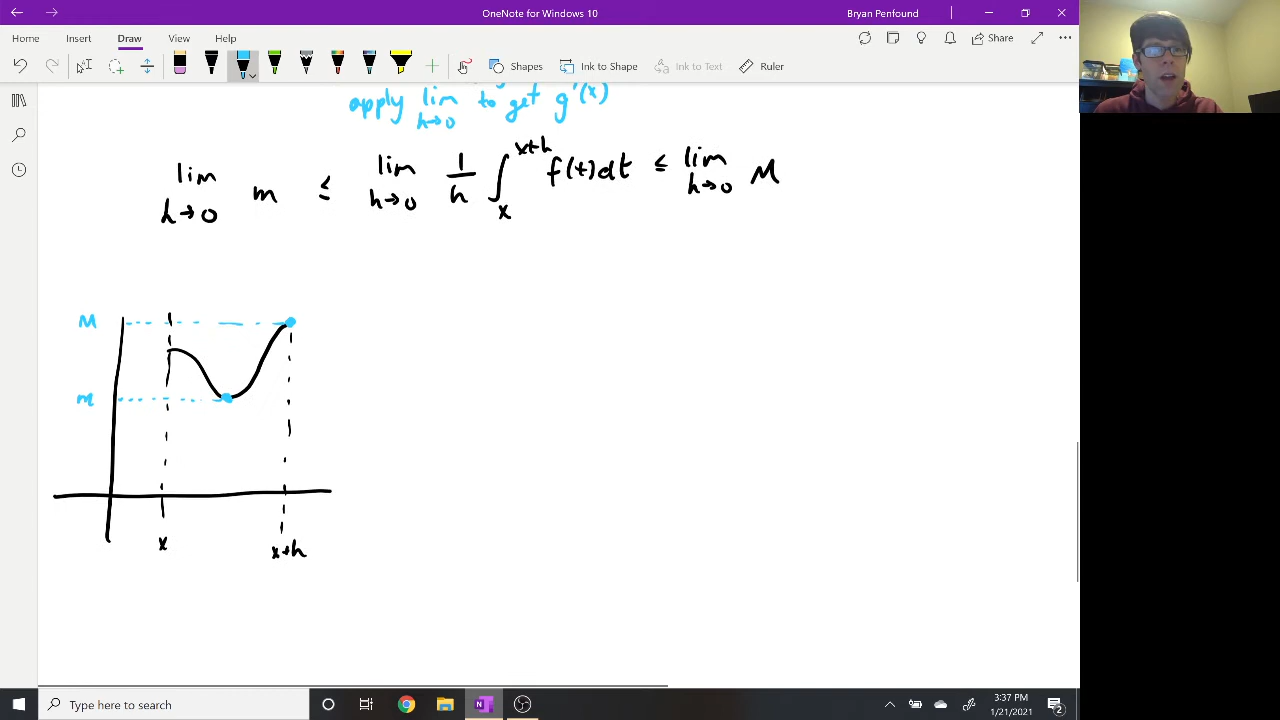 OneNote for Windows 10
Bryan Penfound
Home Insert Draw View Help
Share
Shapes Ink to Shape Ink to Text Ruler
apply lim h→0 to get g'(x)
lim h→0 m ≤ lim h→0 1/h ∫ x x+h f(t)dt ≤ lim h→0 M
M
m
x
x+h
Type here to search
3:37 PM
1/21/2021
2